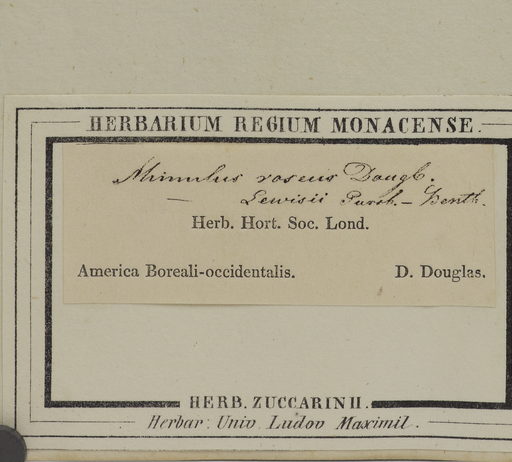 HERBARIUM REGIUM MONACENSE.
Mimulus roseus Dougl.
— Lewisii Pursh. — Benth.
Herb. Hort. Soc. Lond.
America Boreali-occidentalis. D. Douglas.
HERB. ZUCCARINII.
Herbar. Univ. Ludov. Maximil.